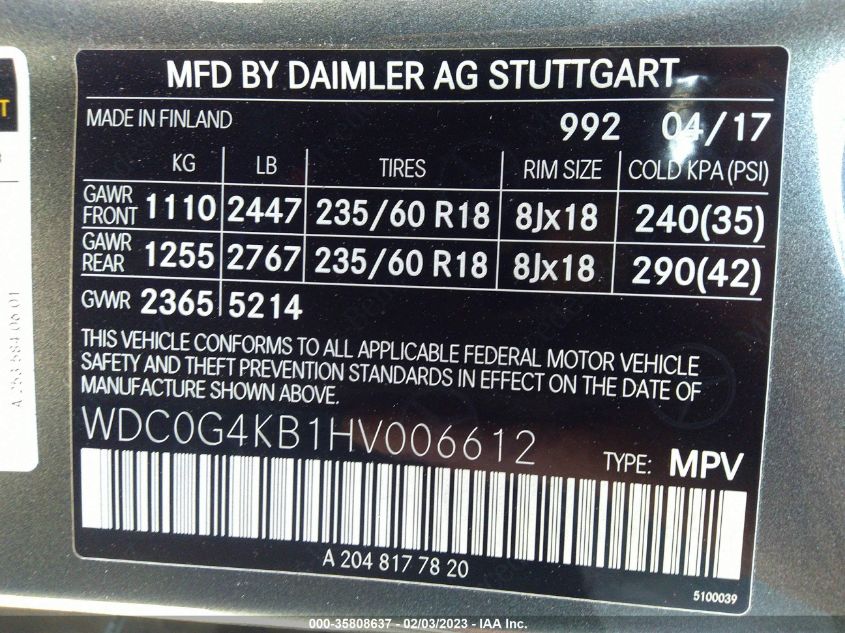 MFD BY DAIMLER AG STUTTGART
MADE IN FINLAND 992 04/17
KG LB TIRES RIM SIZE COLD KPA (PSI)
GAWR FRONT 1110 2447 235/60 R18 8Jx18 240(35)
GAWR REAR 1255 2767 235/60 R18 8Jx18 290(42)
GVWR 2365 5214
THIS VEHICLE CONFORMS TO ALL APPLICABLE FEDERAL MOTOR VEHICLE
SAFETY AND THEFT PREVENTION STANDARDS IN EFFECT ON THE DATE OF
MANUFACTURE SHOWN ABOVE.
WDC0G4KB1HV006612
TYPE: MPV
A 204 817 78 20
5100039
A 253 584 06 01
000-35808637 - 02/03/2023 - IAA Inc.